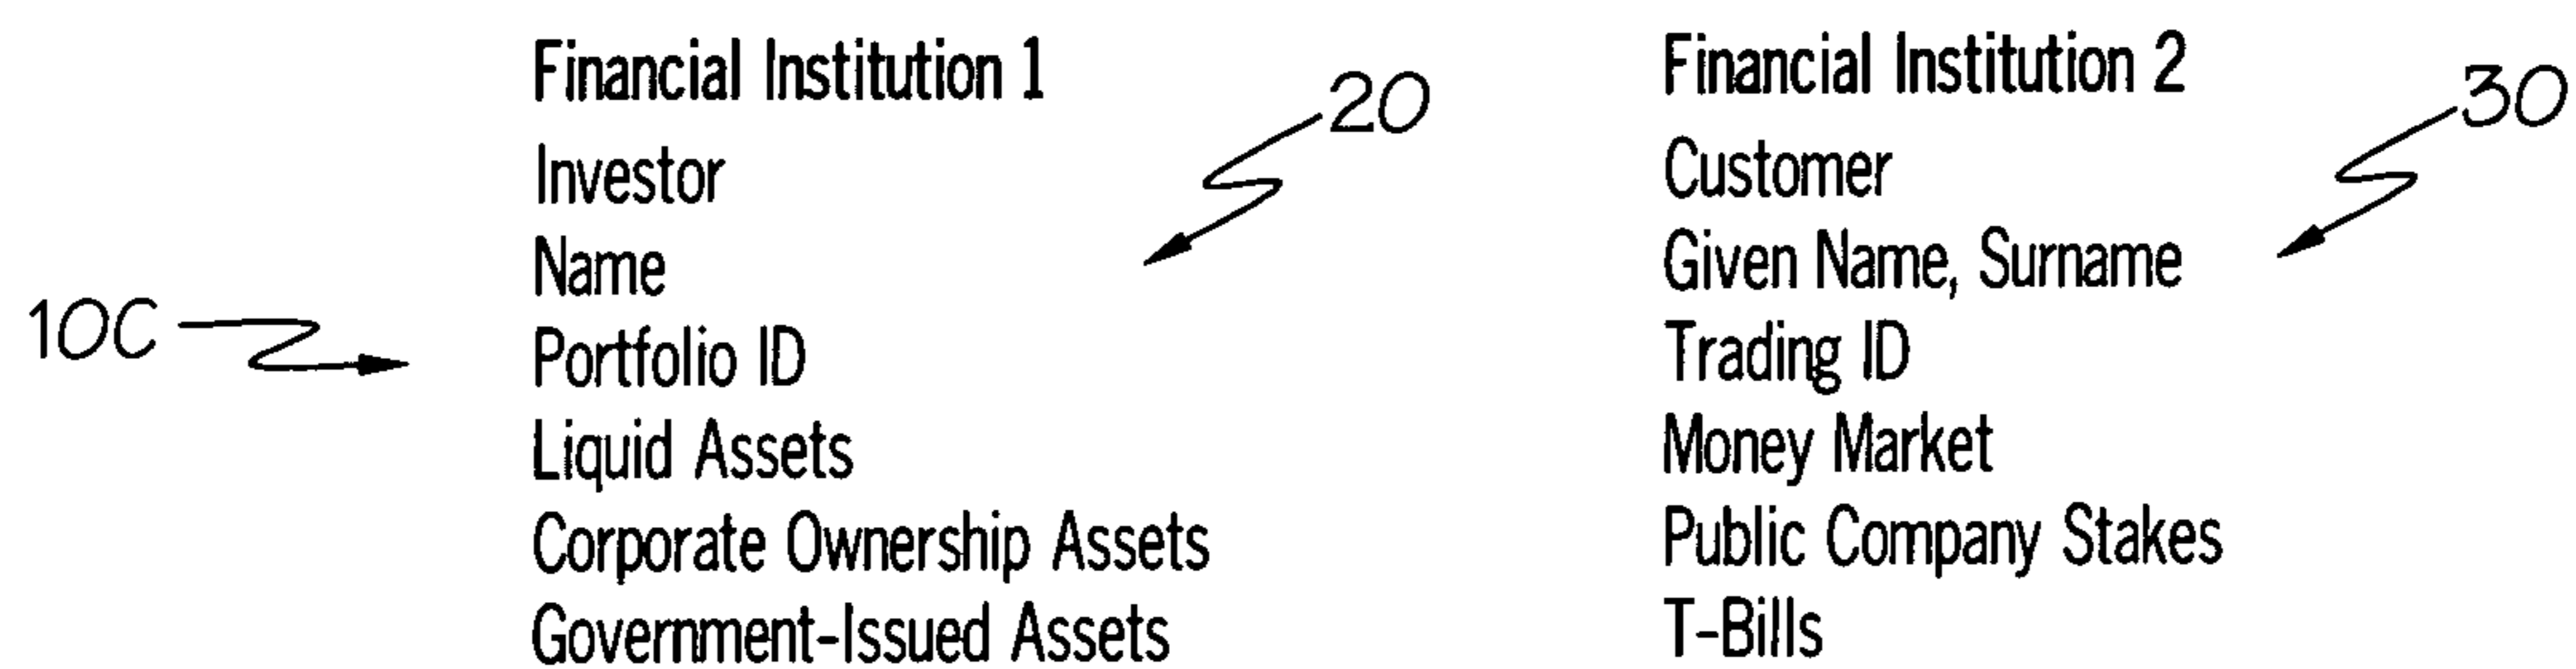 Financial Institution 1
Investor
Name
Portfolio ID
Liquid Assets
Corporate Ownership Assets
Government-Issued Assets
20
10C
Financial Institution 2
Customer
Given Name, Surname
Trading ID
Money Market
Public Company Stakes
T-Bills
30